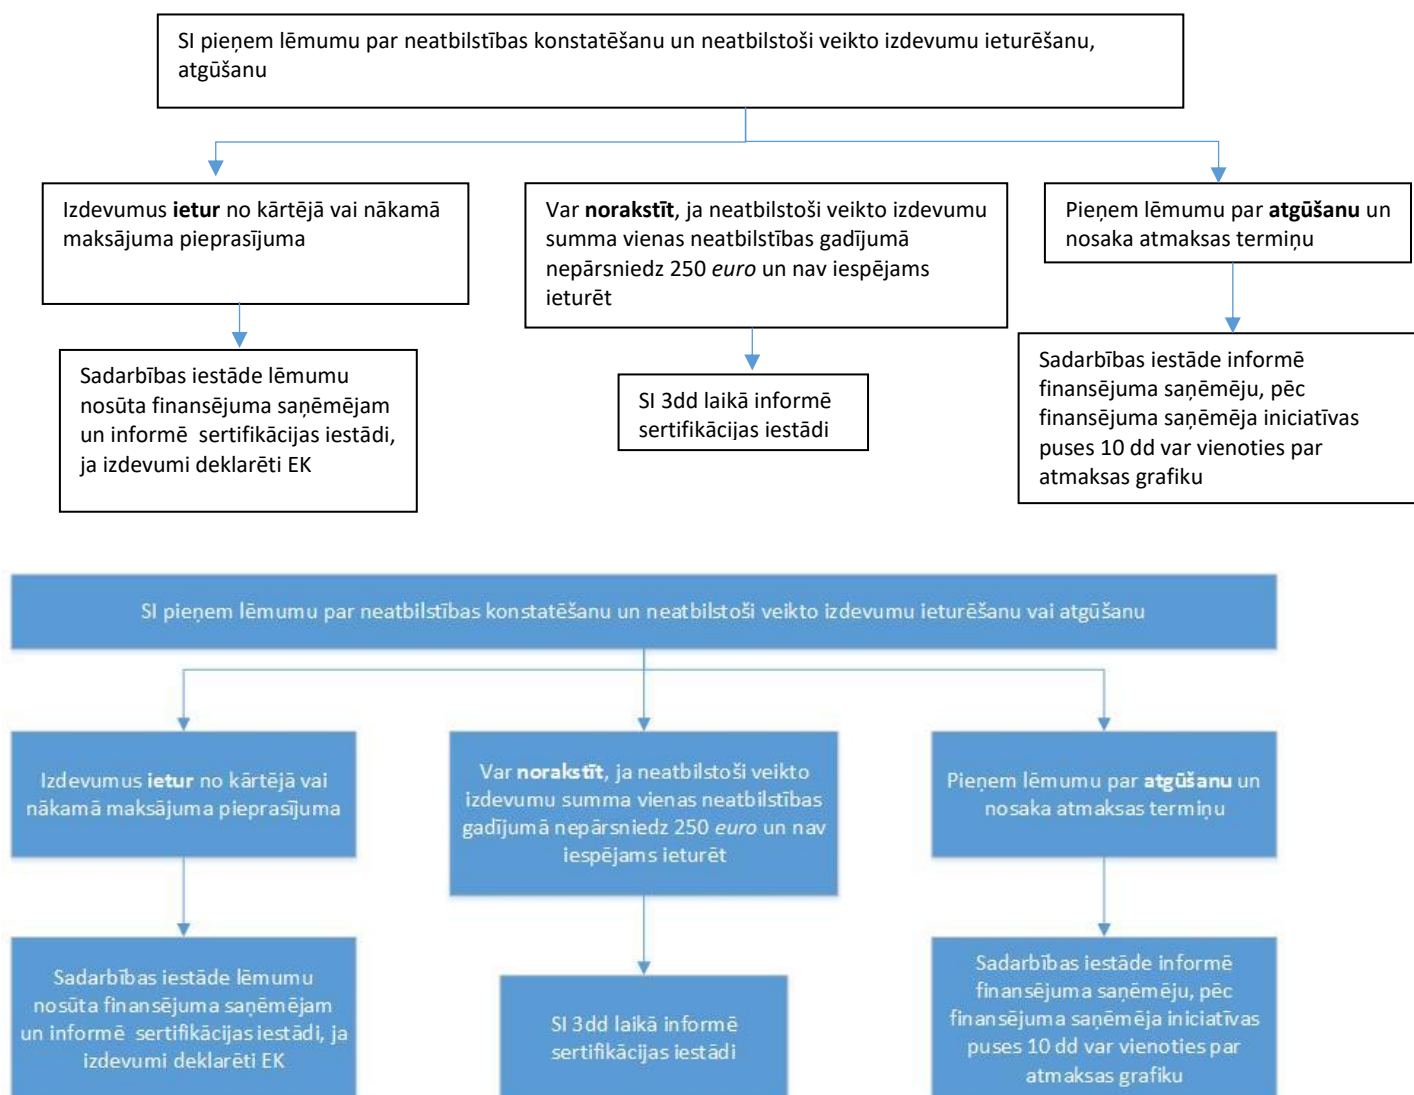 SI pieņem lēmumu par neatbilstības konstatēšanu un neatbilstoši veikto izdevumu ieturēšanu,
atgūšanu
Izdevumus ietur no kārtējā vai nākamā
maksājuma pieprasījuma
Var norakstīt, ja neatbilstoši veikto izdevumu
summa vienas neatbilstības gadījumā
nepārsniedz 250 euro un nav iespējams
ieturēt
Pieņem lēmumu par atgūšanu un
nosaka atmaksas termiņu
Sadarbības iestāde lēmumu
nosūta finansējuma saņēmējam
un informē  sertifikācijas iestādi,
ja izdevumi deklarēti EK
SI 3dd laikā informē
sertifikācijas iestādi
Sadarbības iestāde informē
finansējuma saņēmēju, pēc
finansējuma saņēmēja iniciatīvas
puses 10 dd var vienoties par
atmaksas grafiku
SI pieņem lēmumu par neatbilstības konstatēšanu un neatbilstoši veikto izdevumu ieturēšanu vai atgūšanu
Izdevumus ietur no kārtējā vai
nākamā maksājuma pieprasījuma
Var norakstīt, ja neatbilstoši veikto
izdevumu summa vienas neatbilstības
gadījumā nepārsniedz 250 euro un nav
iespējams ieturēt
Pieņem lēmumu par atgūšanu un
nosaka atmaksas termiņu
Sadarbības iestāde lēmumu
nosūta finansējuma saņēmējam
un informē  sertifikācijas iestādi, ja
izdevumi deklarēti EK
SI 3dd laikā informē
sertifikācijas iestādi
Sadarbības iestāde informē
finansējuma saņēmēju, pēc
finansējuma saņēmēja iniciatīvas
puses 10 dd var vienoties par
atmaksas grafiku